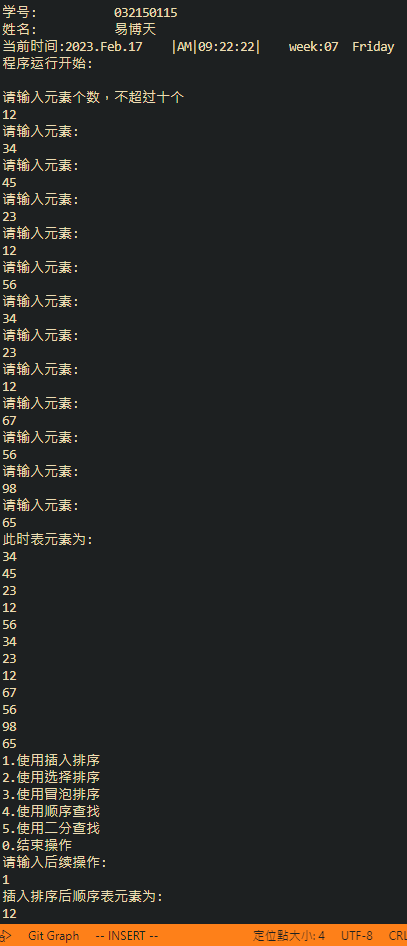 学号:          032150115
姓名:          易博天
当前时间:2023.Feb.17    |AM|09:22:22|    week:07  Friday
程序运行开始:
请输入元素个数，不超过十个
12
请输入元素:
34
请输入元素:
45
请输入元素:
23
请输入元素:
12
请输入元素:
56
请输入元素:
34
请输入元素:
23
请输入元素:
12
请输入元素:
67
请输入元素:
56
请输入元素:
98
请输入元素:
65
此时表元素为:
34
45
23
12
56
34
23
12
67
56
98
65
1.使用插入排序
2.使用选择排序
3.使用冒泡排序
4.使用顺序查找
5.使用二分查找
0.结束操作
请输入后续操作:
1
插入排序后顺序表元素为:
12
Git Graph    -- INSERT --    定位點大小: 4    UTF-8    CRL